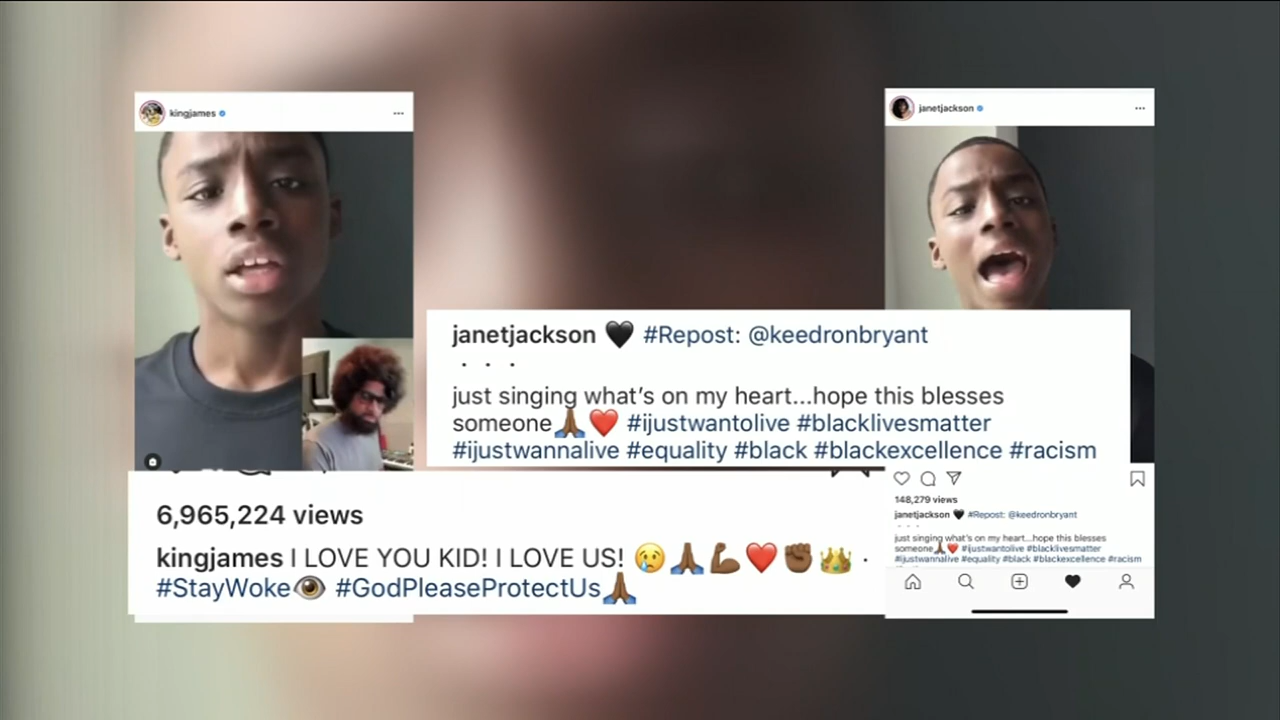 kingjames
janetjackson
janetjackson 🖤 #Repost: @keedronbryant
. . .
just singing what's on my heart...hope this blesses
someone🙏🏾❤️ #ijustwantolive #blacklivesmatter
#ijustwannalive #equality #black #blackexcellence #racism
6,965,224 views
kingjames I LOVE YOU KID! I LOVE US! 😢🙏🏾💪🏾❤️✊🏾👑 .
#StayWoke👁 #GodPleaseProtectUs🙏🏾
148,279 views
janetjackson 🖤 #Repost: @keedronbryant
. . .
just singing what's on my heart...hope this blesses
someone🙏🏾❤️ #ijustwantolive #blacklivesmatter
#ijustwannalive #equality #black #blackexcellence #racism